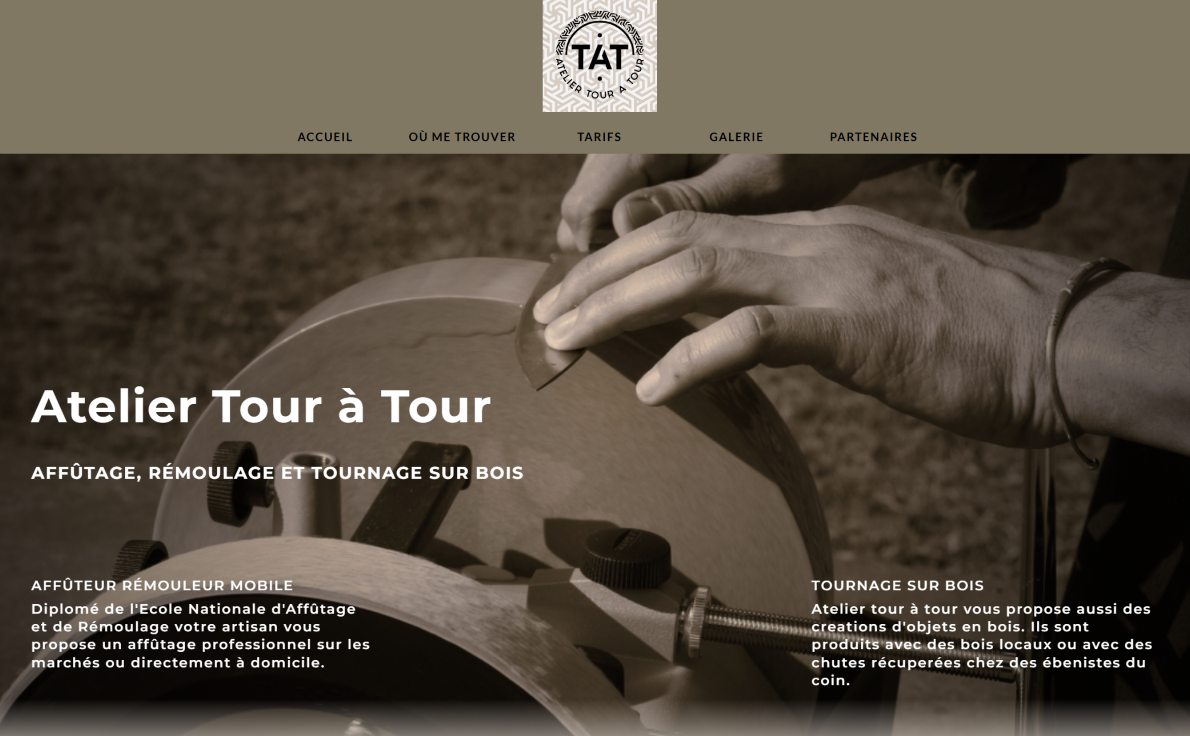 TAT
ATELIER TOUR A TOUR
ACCUEIL
OÙ ME TROUVER
TARIFS
GALERIE
PARTENAIRES
Atelier Tour à Tour
AFFÛTAGE, RÉMOULAGE ET TOURNAGE SUR BOIS
AFFÛTEUR RÉMOULEUR MOBILE
Diplomé de l'Ecole Nationale d'Affûtage
et de Rémoulage votre artisan vous
propose un affûtage professionnel sur les
marchés ou directement à domicile.
TOURNAGE SUR BOIS
Atelier tour à tour vous propose aussi des
creations d'objets en bois. Ils sont
produits avec des bois locaux ou avec des
chutes récuperées chez des ébenistes du
coin.